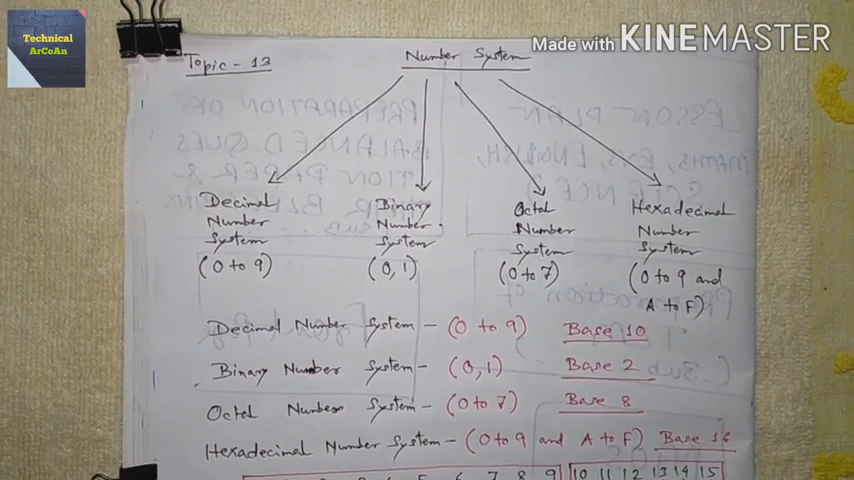 Technical
ArCoAn
Made with KINEMASTER
Topic - 13
Number System
Decimal
Number
System
(0 to 9)
Binary
Number
System
(0, 1)
Octal
Number
System
(0 to 7)
Hexadecimal
Number
System
(0 to 9 and
A to F)
Decimal Number System - (0 to 9) Base 10
Binary Number System - (0, 1) Base 2
Octal Number System - (0 to 7) Base 8
Hexadecimal Number System - (0 to 9 and A to F) Base 16
6 7 8 9 10 11 12 13 14 15